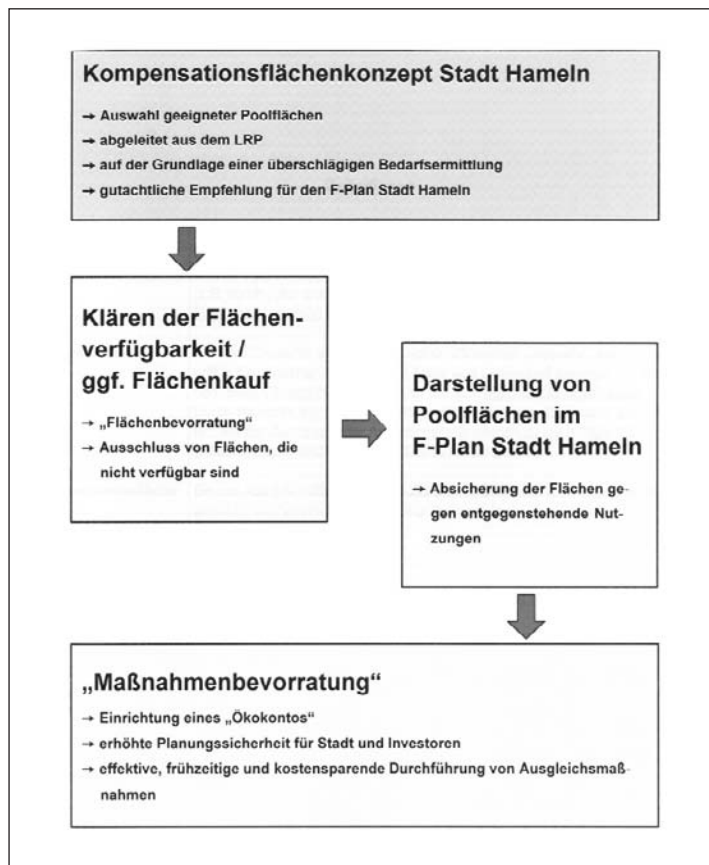 Kompensationsflächenkonzept Stadt Hameln
→ Auswahl geeigneter Poolflächen
→ abgeleitet aus dem LRP
→ auf der Grundlage einer überschlägigen Bedarfsermittlung
→ gutachtliche Empfehlung für den F-Plan Stadt Hameln
Klären der Flächen-
verfügbarkeit /
ggf. Flächenkauf
→ „Flächenbevorratung“
→ Ausschluss von Flächen, die
nicht verfügbar sind
Darstellung von
Poolflächen im
F-Plan Stadt Hameln
→ Absicherung der Flächen ge-
gen entgegenstehende Nut-
zungen
„Maßnahmenbevorratung“
→ Einrichtung eines „Ökokontos“
→ erhöhte Planungssicherheit für Stadt und Investoren
→ effektive, frühzeitige und kostensparende Durchführung von Ausgleichsmaß-
nahmen